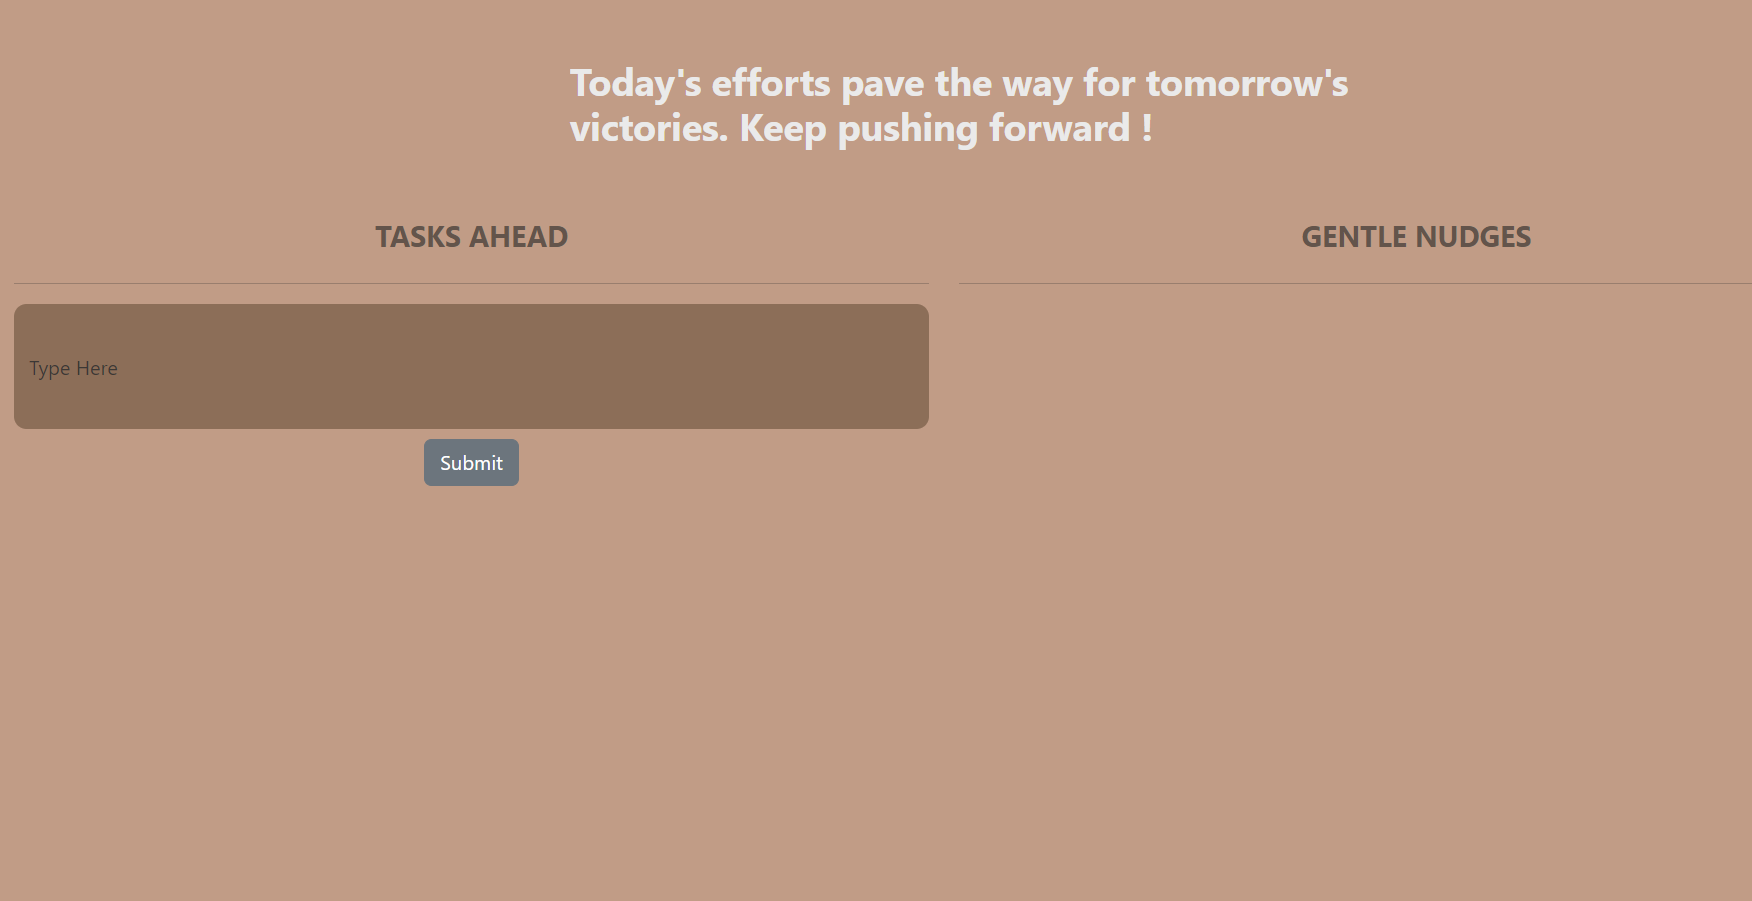 Today's efforts pave the way for tomorrow's
victories. Keep pushing forward !
TASKS AHEAD
GENTLE NUDGES
Type Here
Submit